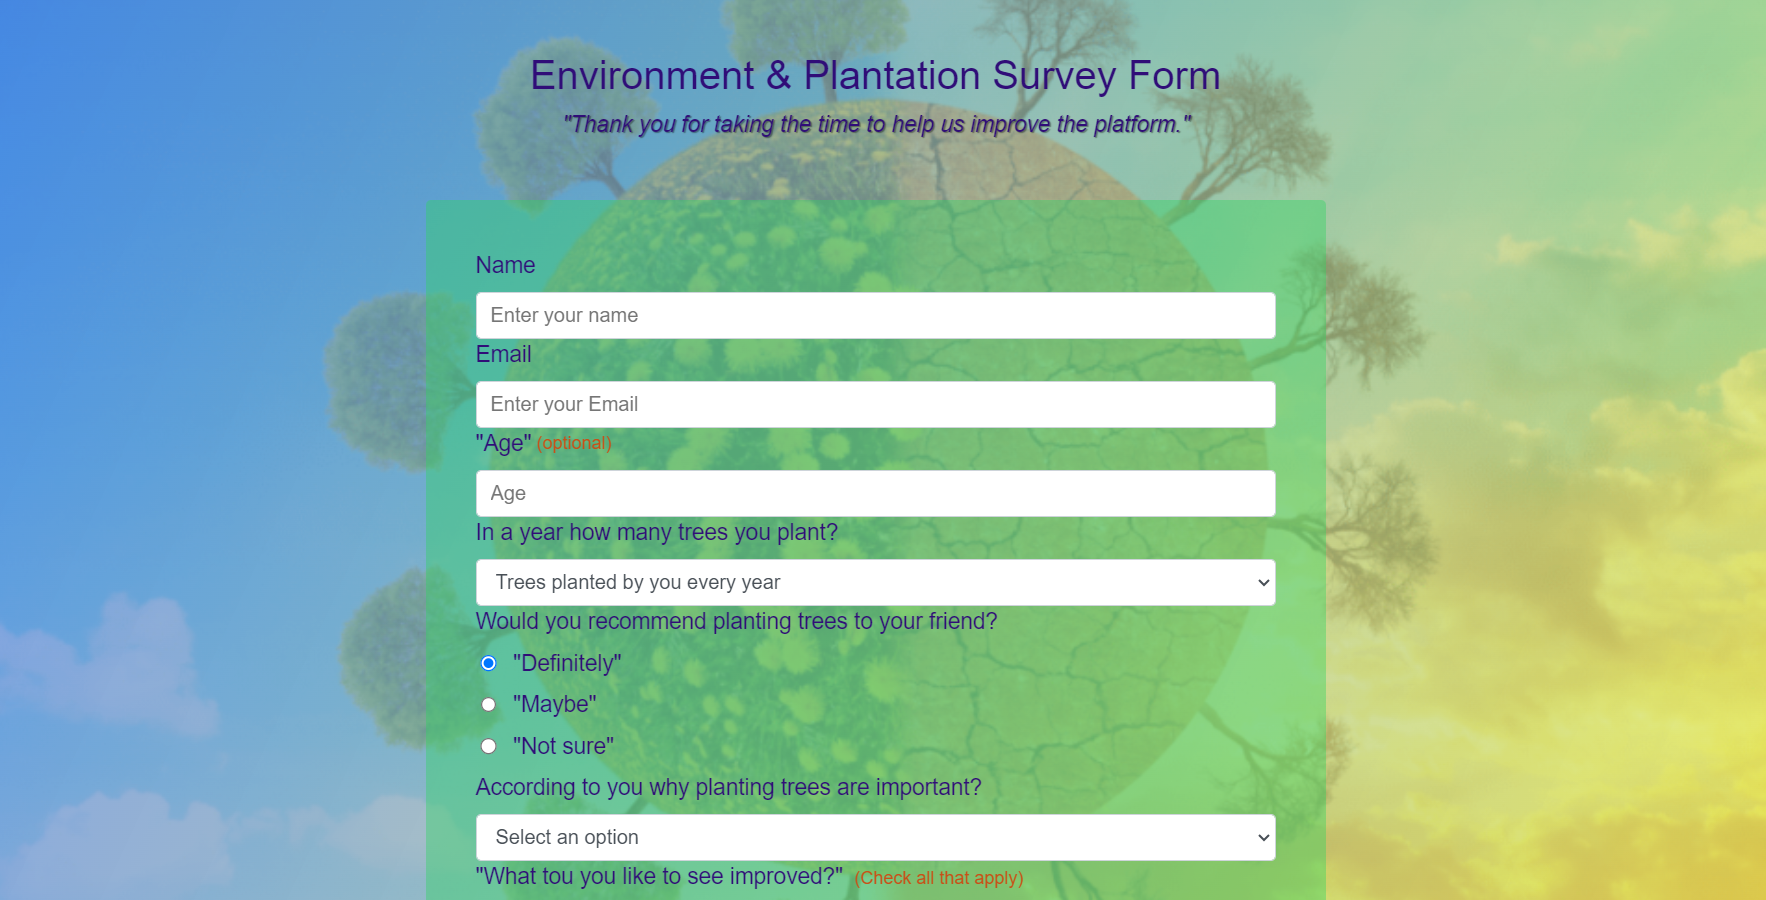 Environment & Plantation Survey Form
"Thank you for taking the time to help us improve the platform."
Name
Enter your name
Email
Enter your Email
"Age" (optional)
Age
In a year how many trees you plant?
Trees planted by you every year
Would you recommend planting trees to your friend?
"Definitely"
"Maybe"
"Not sure"
According to you why planting trees are important?
Select an option
"What tou you like to see improved?" (Check all that apply)